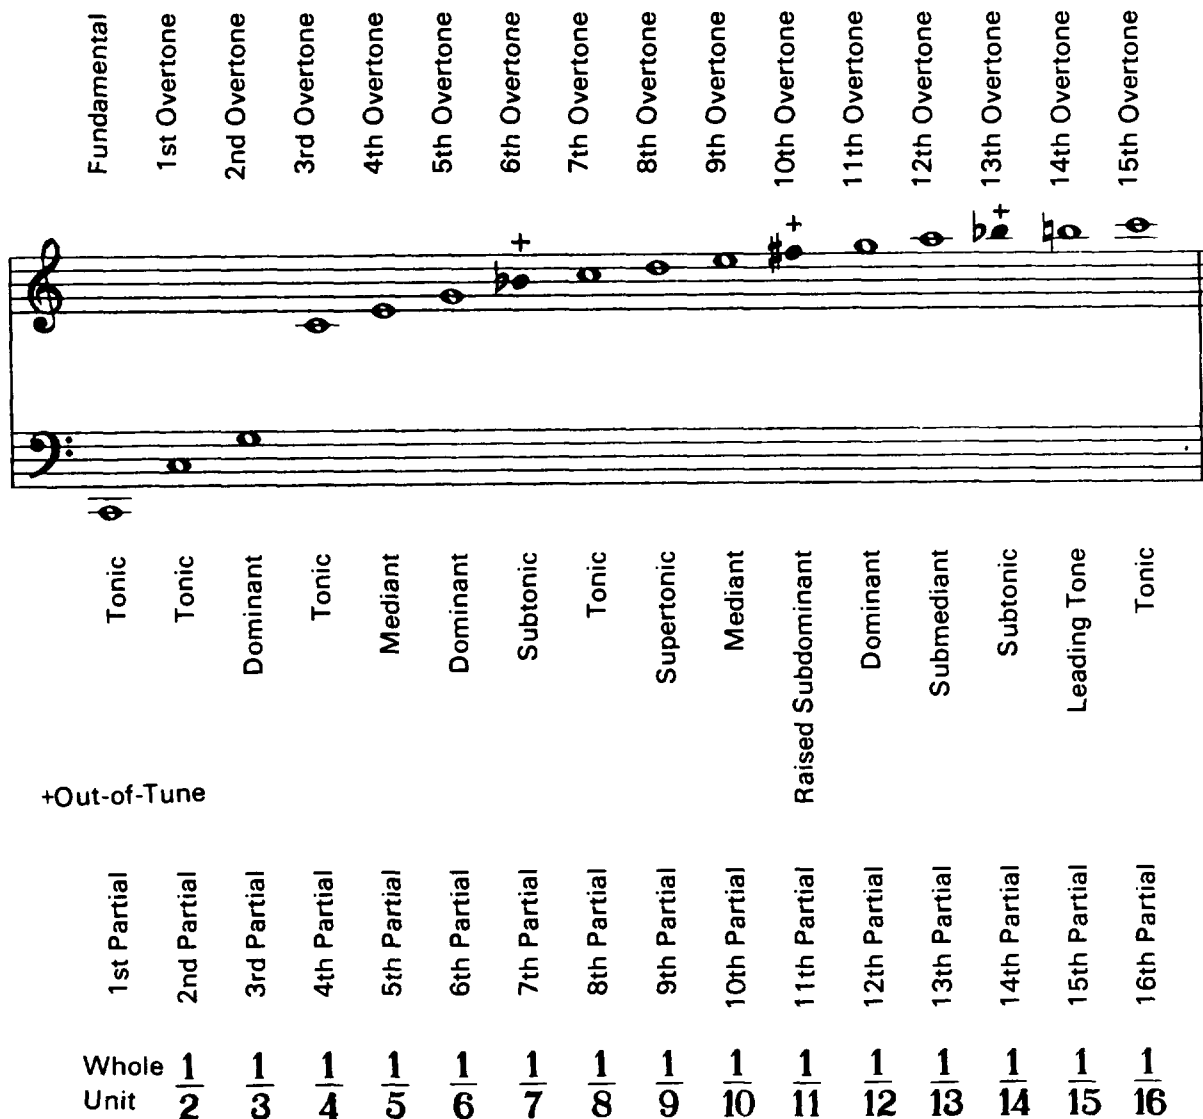 Fundamental
1st Overtone
2nd Overtone
3rd Overtone
4th Overtone
5th Overtone
6th Overtone
7th Overtone
8th Overtone
9th Overtone
10th Overtone
11th Overtone
12th Overtone
13th Overtone
14th Overtone
15th Overtone
+ + +
Tonic
Tonic
Dominant
Tonic
Mediant
Dominant
Subtonic
Tonic
Supertonic
Mediant
Raised Subdominant
Dominant
Submediant
Subtonic
Leading Tone
Tonic
+Out-of-Tune
1st Partial
2nd Partial
3rd Partial
4th Partial
5th Partial
6th Partial
7th Partial
8th Partial
9th Partial
10th Partial
11th Partial
12th Partial
13th Partial
14th Partial
15th Partial
16th Partial
Whole 1 1 1 1 1 1 1 1 1 1 1 1 1 1 1
Unit 2 3 4 5 6 7 8 9 10 11 12 13 14 15 16